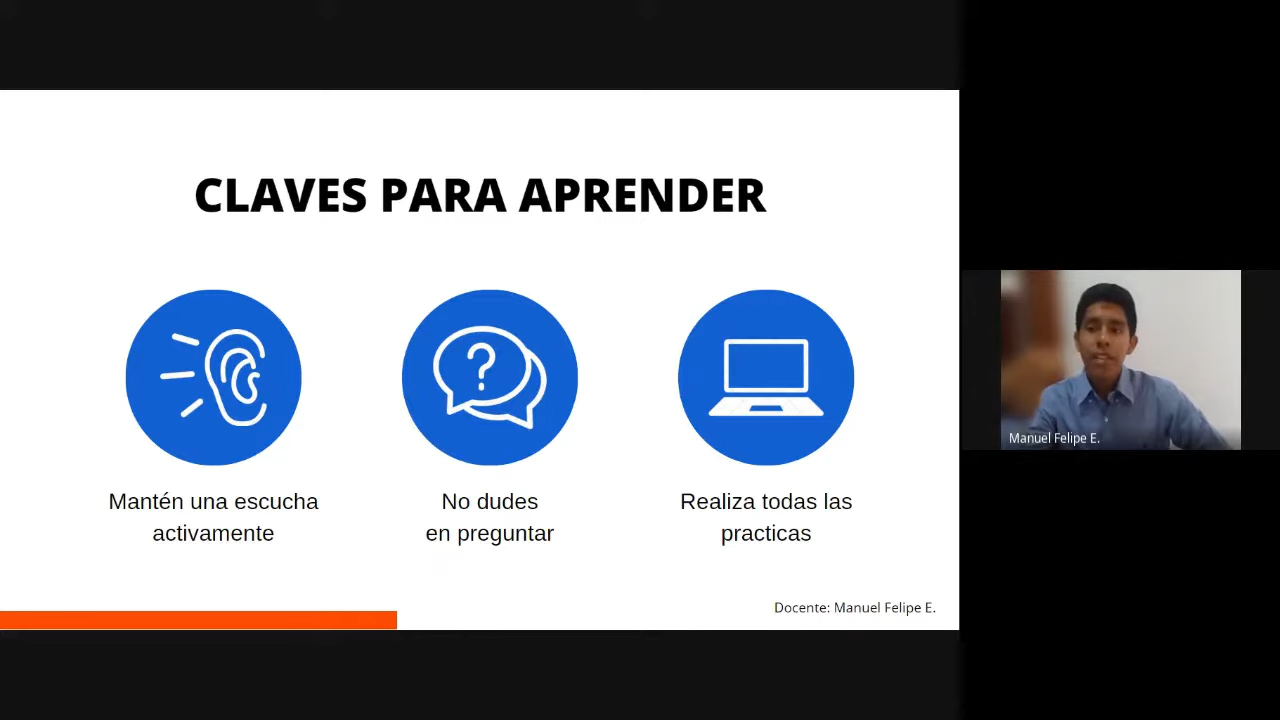 CLAVES PARA APRENDER
Mantén una escucha
activamente
No dudes
en preguntar
Realiza todas las
practicas
Docente: Manuel Felipe E.
Manuel Felipe E.